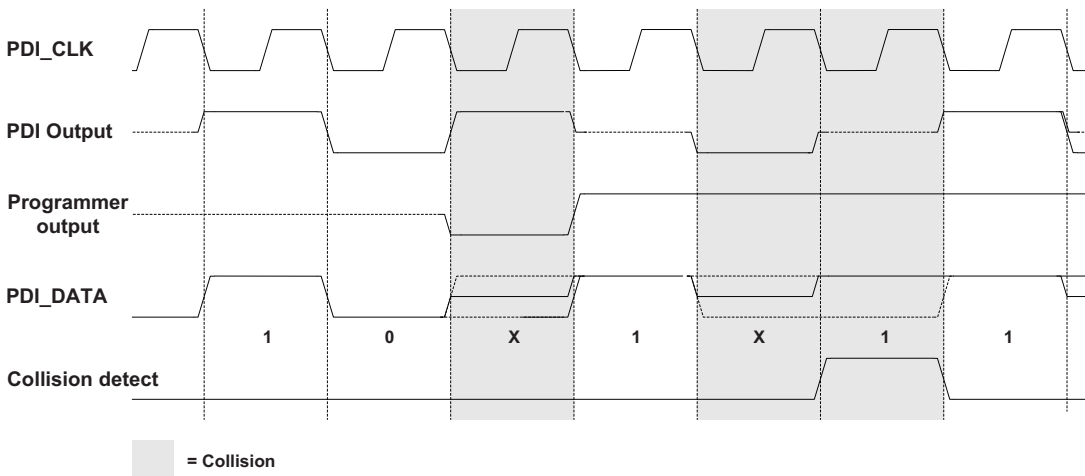 PDI_CLK
PDI Output
Programmer
output
PDI_DATA
1 0 X 1 X 1 1
Collision detect
= Collision